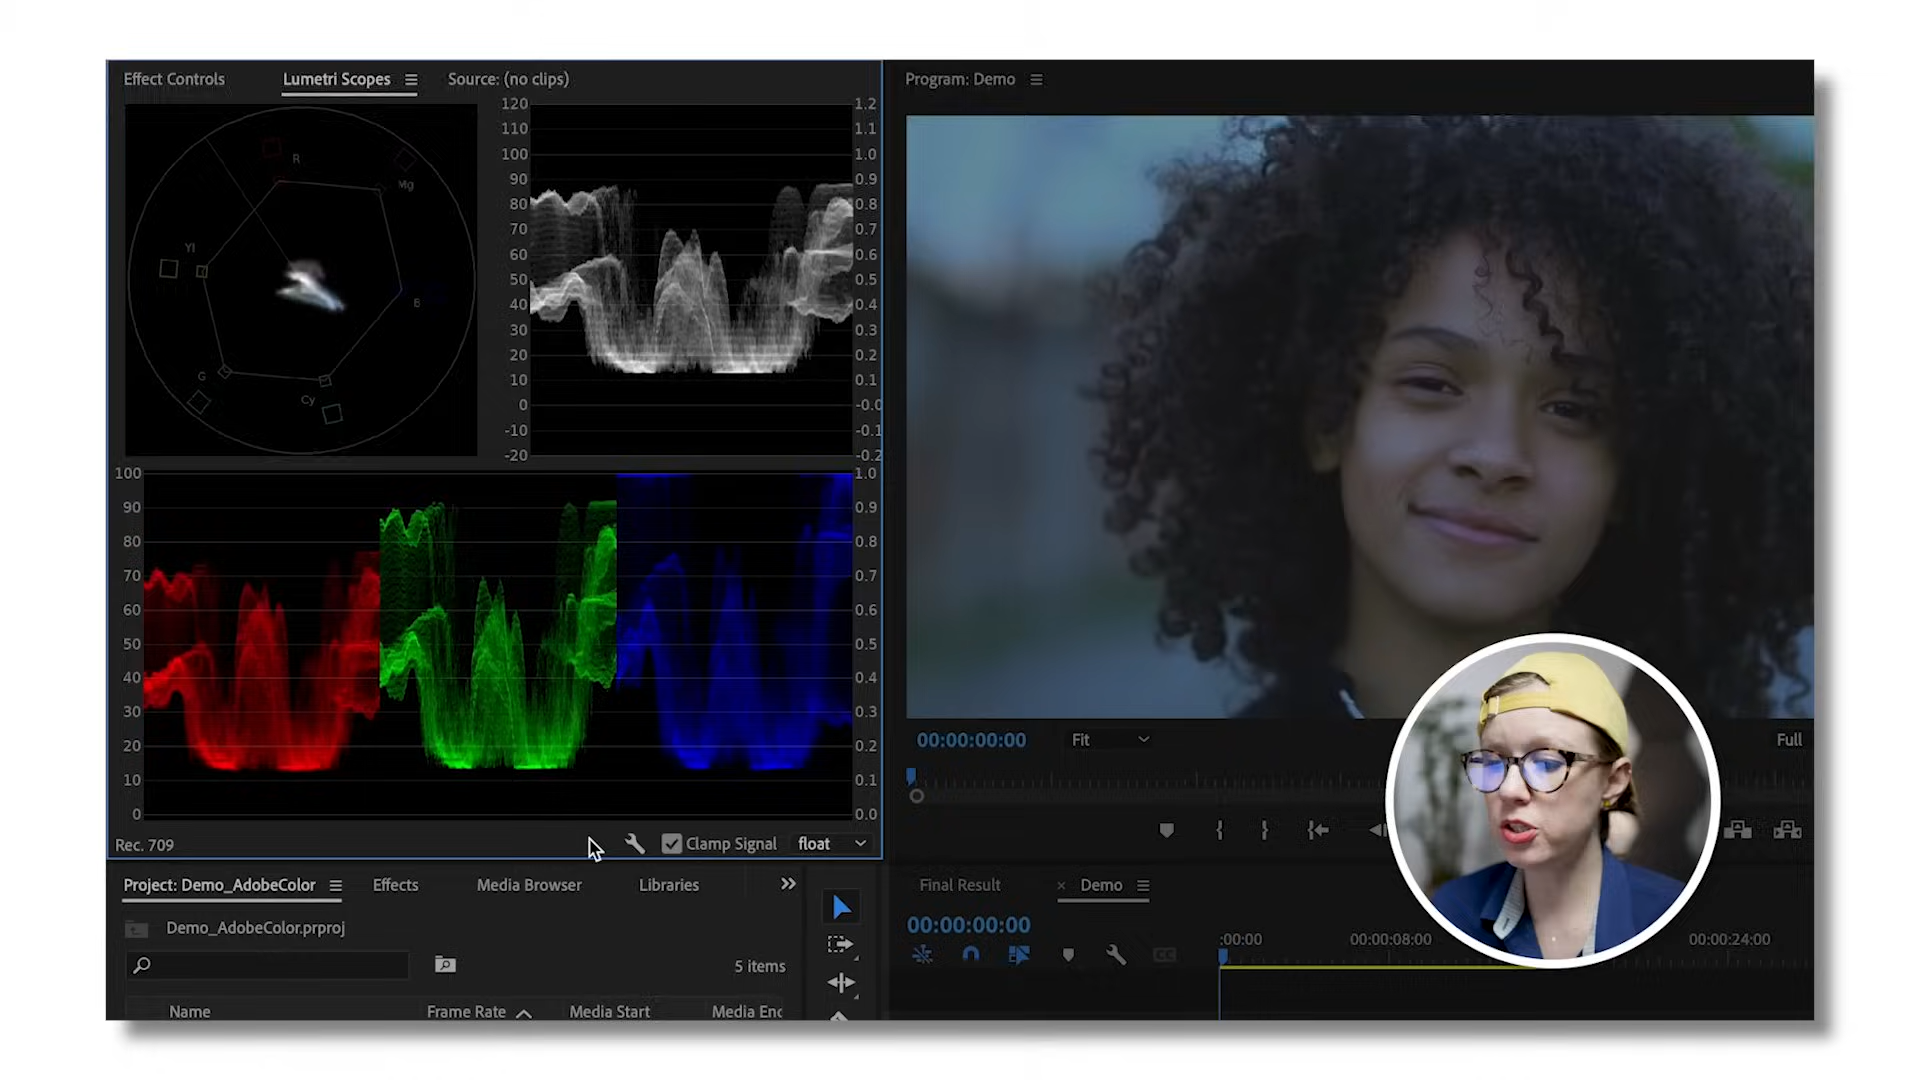 Effect Controls
Lumetri Scopes
Source: (no clips)
Program: Demo
R
Mg
Yl
B
G
Cy
120
110
100
90
80
70
60
50
40
30
20
10
0
-10
-20
1.2
1.1
1.0
0.9
0.8
0.7
0.6
0.5
0.4
0.3
0.2
0.1
-0.0
-0.1
-0.2
100
90
80
70
60
50
40
30
20
10
0
1.0
0.9
0.8
0.7
0.6
0.5
0.4
0.3
0.2
0.1
0.0
Rec. 709
Clamp Signal
float
00:00:00:00
Fit
Full
Project: Demo_AdobeColor
Effects
Media Browser
Libraries
Demo_AdobeColor.prproj
5 items
Name
Frame Rate
Media Start
Media Enc
Final Result
Demo
00:00:00:00
CC
:00:00
00:00:08:00
00:00:24:00